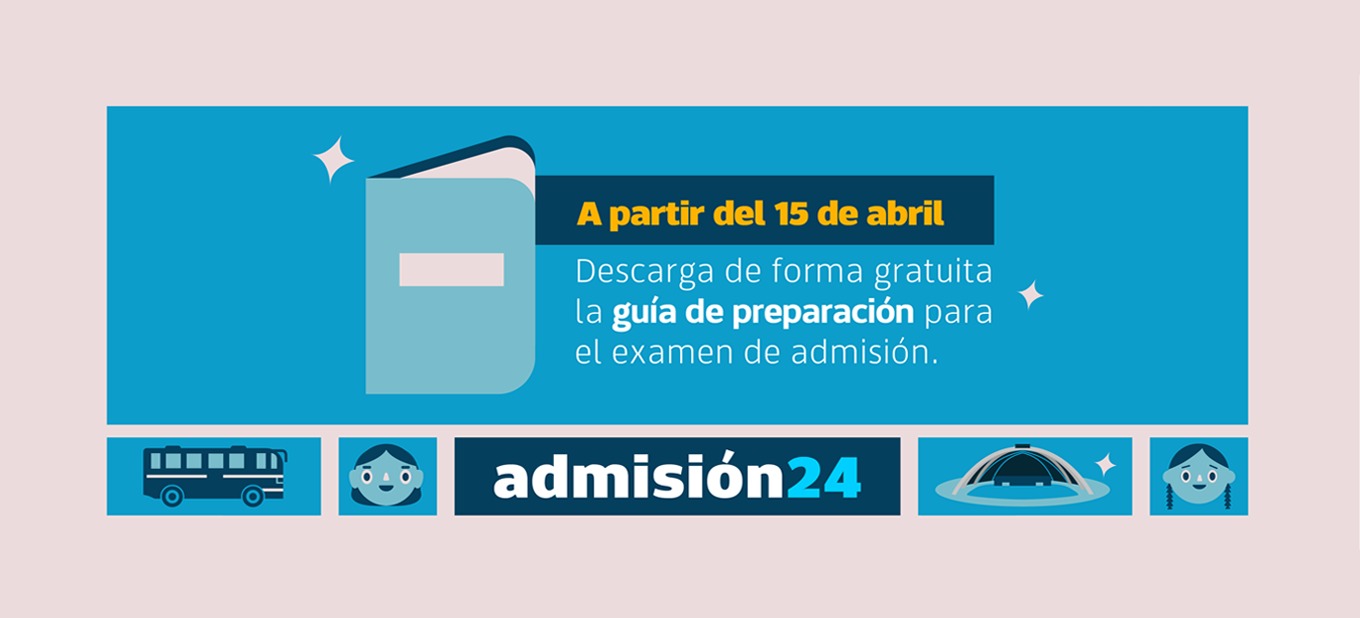 A partir del 15 de abril
Descarga de forma gratuita
la guía de preparación para
el examen de admisión.
admisión24